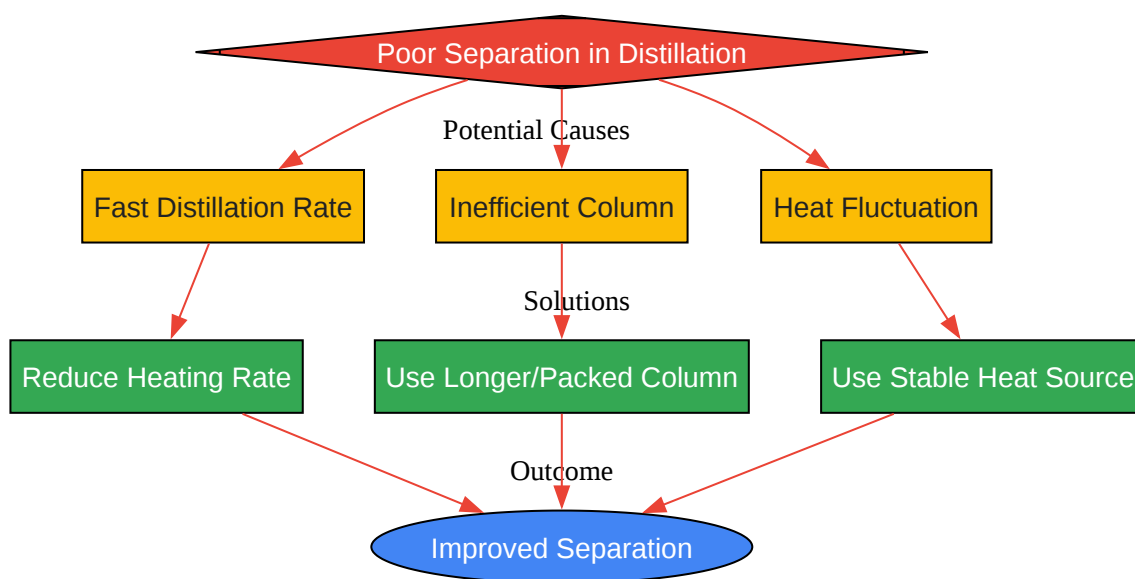 Poor Separation in Distillation
Potential Causes
Fast Distillation Rate
Inefficient Column
Heat Fluctuation
Solutions
Reduce Heating Rate
Use Longer/Packed Column
Use Stable Heat Source
Outcome
Improved Separation